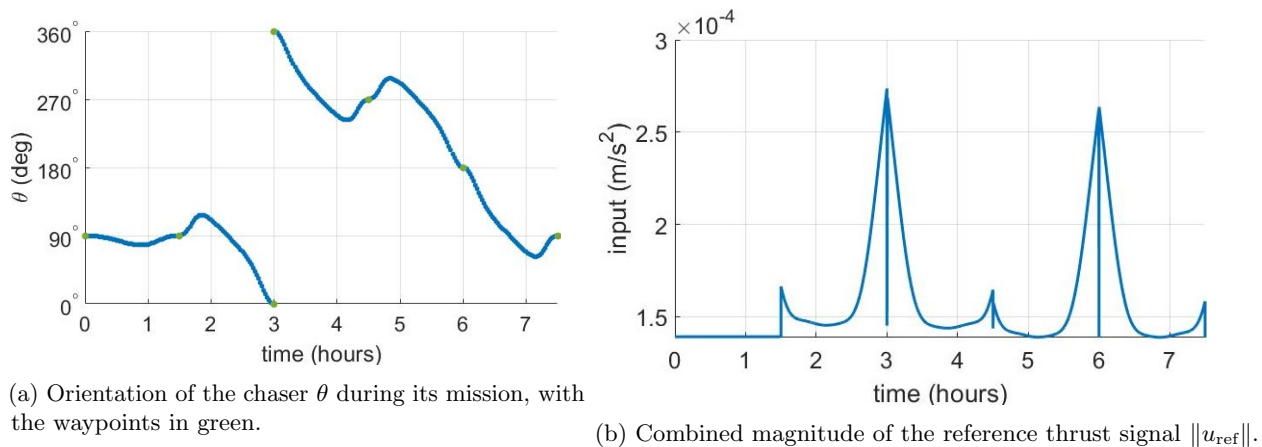 360°
270°
180°
90°
0°
θ (deg)
0 1 2 3 4 5 6 7
time (hours)
(a) Orientation of the chaser θ during its mission, with
the waypoints in green.
×10⁻⁴
3
2.5
2
1.5
input (m/s²)
0 1 2 3 4 5 6 7
time (hours)
(b) Combined magnitude of the reference thrust signal ‖u_ref‖.